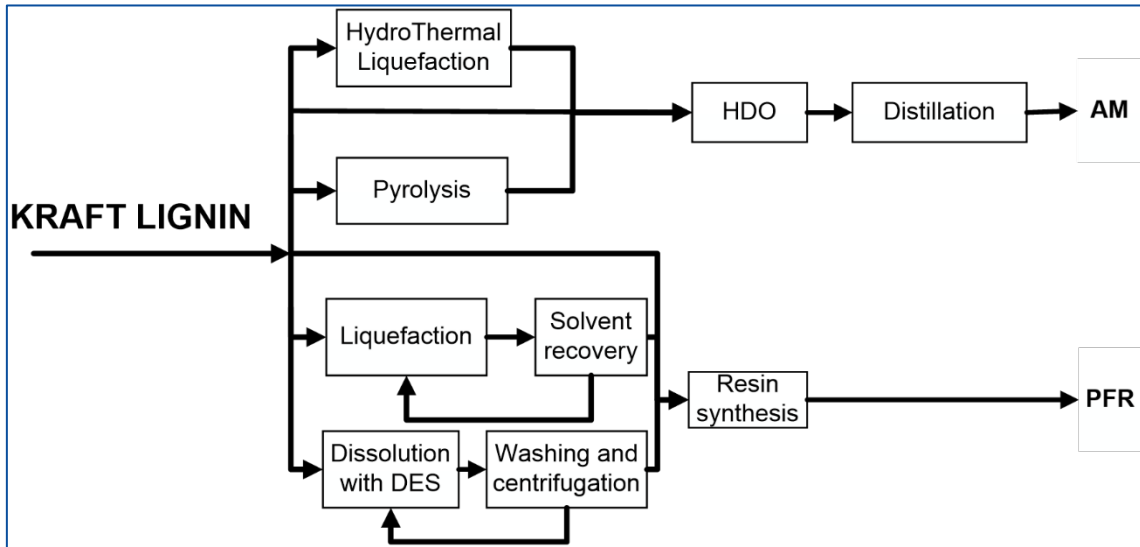 HydroThermal
Liquefaction
HDO
Distillation
AM
Pyrolysis
KRAFT LIGNIN
Liquefaction
Solvent
recovery
Resin
synthesis
PFR
Dissolution
with DES
Washing and
centrifugation